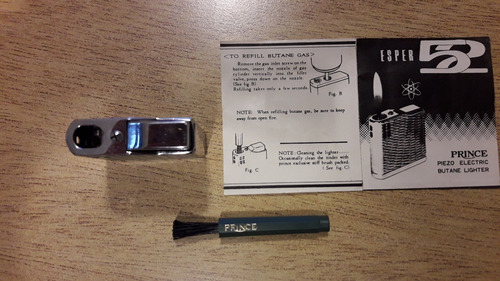 <TO REFILL BUTANE GAS>
Remove the gas inlet screw on the
bottom, insert the nozzle of gas
cylinder vertically into the filler
valve, press down on the nozzle.
(See fig B)
Refilling takes only a few seconds.
Fig. B
NOTE: When refilling butane gas, be sure to keep
away from open fire.
NOTE: Cleaning the lighter
Occasionally clean the
with
prince exclusive stiff brush packed.
(See fig. C)
Fig. C
ESPER 52
PRINCE
PIEZO ELECTRIC
BUTANE LIGHTER
PRINCE